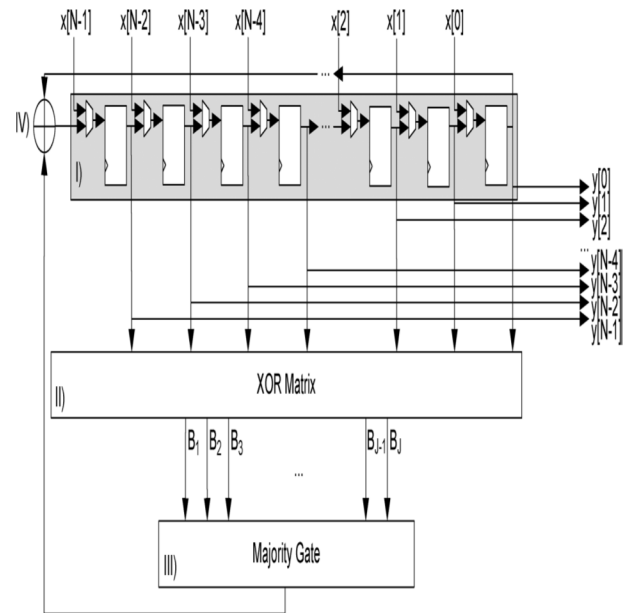 x[N-1] x[N-2] x[N-3] x[N-4] x[2] x[1] x[0]
...
IV)
...
I)
y[0]
y[1]
y[2]
...
y[N-4]
y[N-3]
y[N-2]
y[N-1]
XOR Matrix
II)
B1 B2 B3 BJ-1 BJ
...
Majority Gate
III)